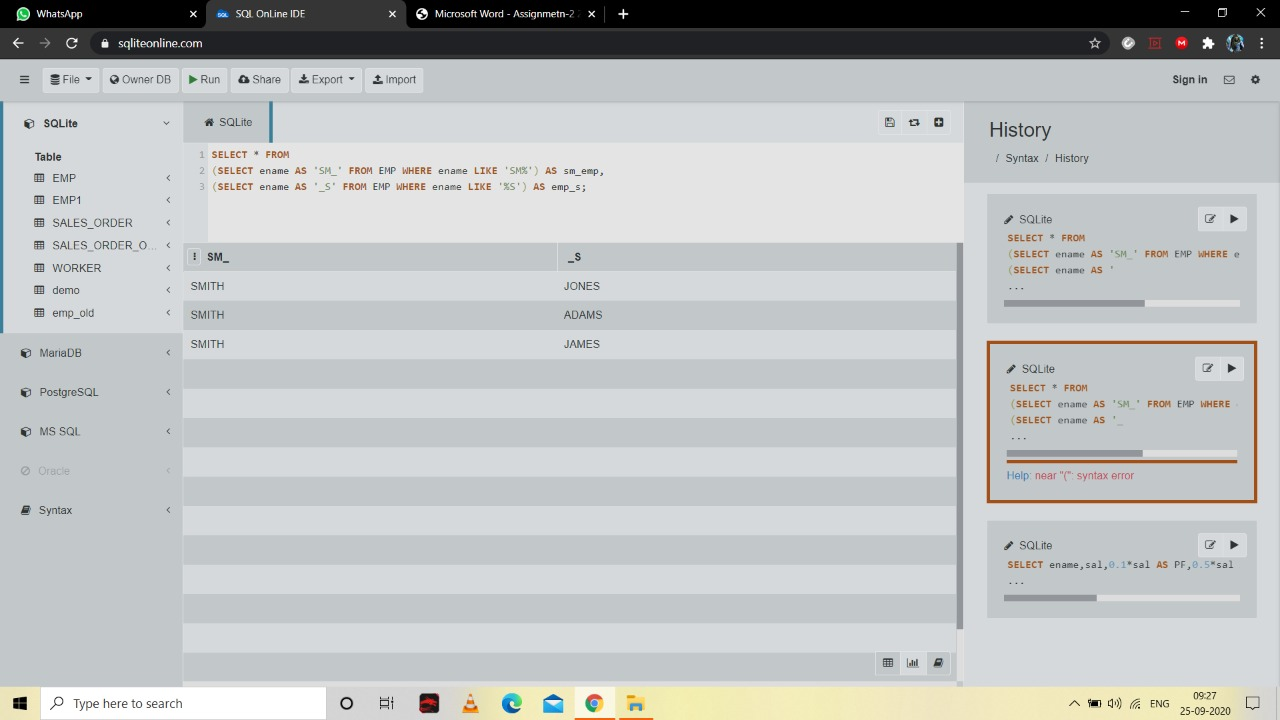 WhatsApp
SQL OnLine IDE
Microsoft Word - Assignmetn-2
sqliteonline.com
File
Owner DB
Run
Share
Export
Import
Sign in
SQLite
Table
EMP
EMP1
SALES_ORDER
SALES_ORDER_O...
WORKER
demo
emp_old
MariaDB
PostgreSQL
MS SQL
Oracle
Syntax
SQLite
1 SELECT * FROM
2 (SELECT ename AS 'SM_' FROM EMP WHERE ename LIKE 'SM%') AS sm_emp,
3 (SELECT ename AS '_S' FROM EMP WHERE ename LIKE '%S') AS emp_s;
SM_ _S
SMITH JONES
SMITH ADAMS
SMITH JAMES
History
/ Syntax / History
SQLite
SELECT * FROM
(SELECT ename AS 'SM_' FROM EMP WHERE e
(SELECT ename AS '
...
SQLite
SELECT * FROM
(SELECT ename AS 'SM_' FROM EMP WHERE
(SELECT ename AS '_
...
Help: near "(": syntax error
SQLite
SELECT ename,sal,0.1*sal AS PF,0.5*sal
...
Type here to search
ENG
09:27
25-09-2020